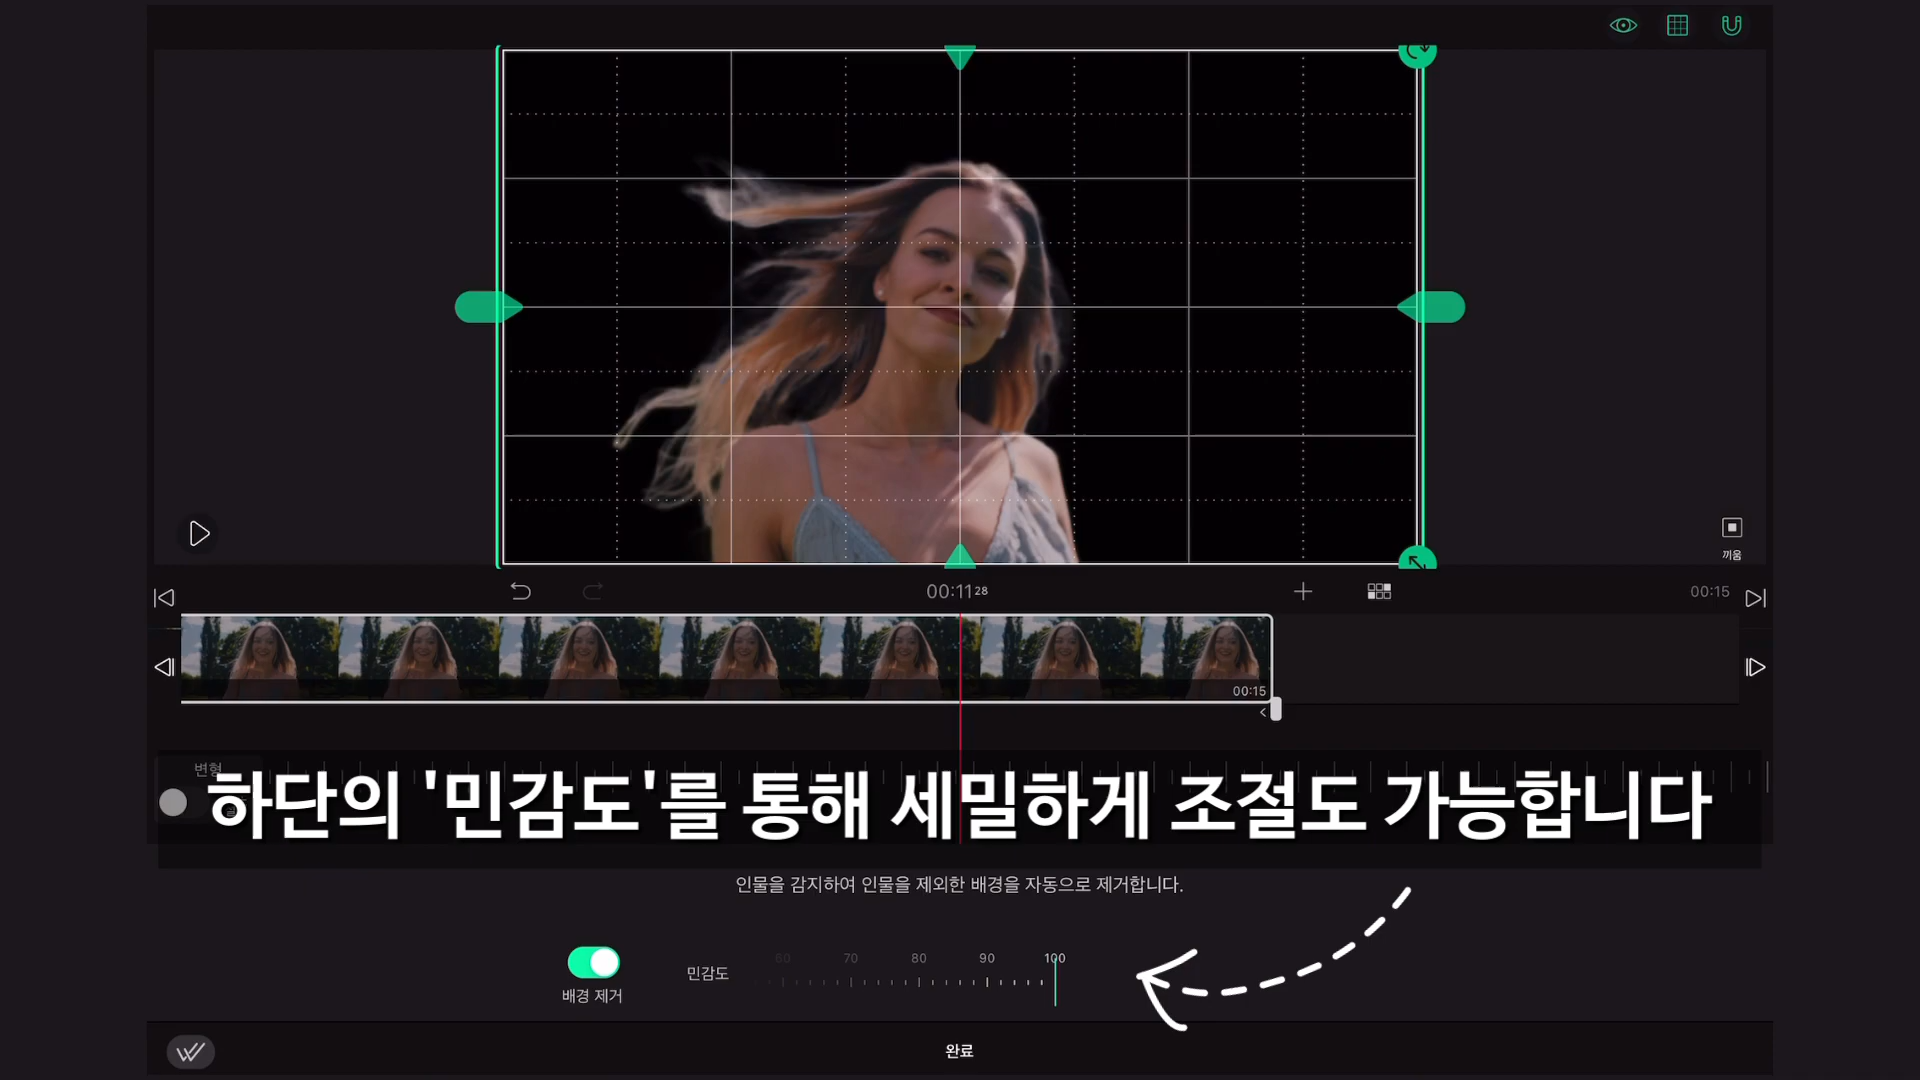 끼움
00:11 28
00:15
00:15
변형
하단의 '민감도'를 통해 세밀하게 조절도 가능합니다
인물을 감지하여 인물을 제외한 배경을 자동으로 제거합니다.
60 70 80 90 100
민감도
배경 제거
완료